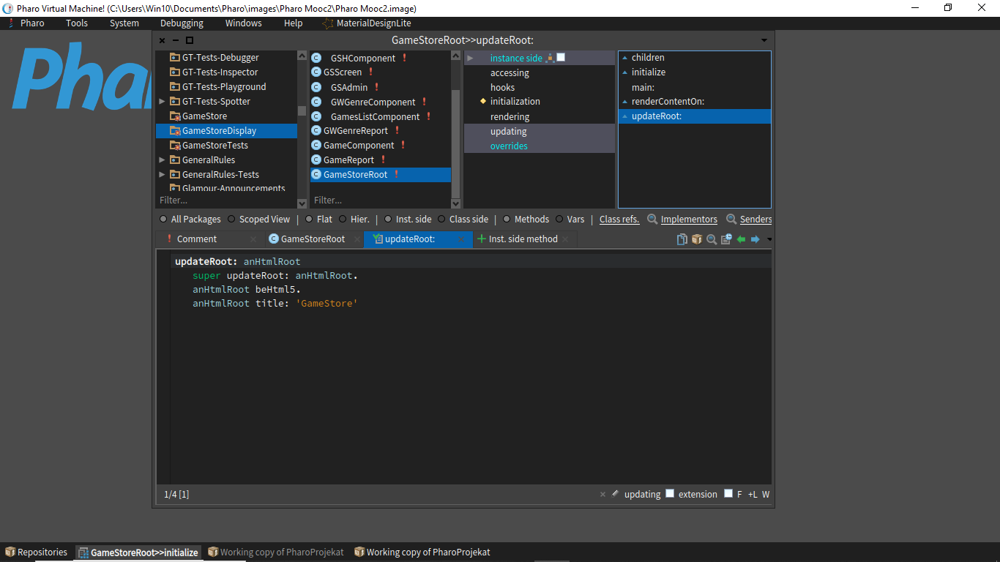 Pharo Virtual Machine! (C:\Users\Win10\Documents\Pharo\images\Pharo Mooc2\Pharo Mooc2.image)
Pharo Tools System Debugging Windows Help MaterialDesignLite
GameStoreRoot>>updateRoot:
GT-Tests-Debugger
GT-Tests-Inspector
GT-Tests-Playground
GT-Tests-Spotter
GameStore
GameStoreDisplay
GameStoreTests
GeneralRules
GeneralRules-Tests
Glamour-Announcements
Filter...
GSHComponent
GSScreen
GSAdmin
GWGenreComponent
GamesListComponent
GWGenreReport
GameComponent
GameReport
GameStoreRoot
Filter...
instance side
accessing
hooks
initialization
rendering
updating
overrides
children
initialize
main:
renderContentOn:
updateRoot:
All Packages Scoped View | Flat Hier. | Inst. side Class side | Methods Vars Class refs. Implementors Senders
Comment GameStoreRoot updateRoot: Inst. side method
updateRoot: anHtmlRoot
super updateRoot: anHtmlRoot.
anHtmlRoot beHtml5.
anHtmlRoot title: 'GameStore'
1/4 [1] updating extension F +L W
Repositories GameStoreRoot>>initialize Working copy of PharoProjekat Working copy of PharoProjekat